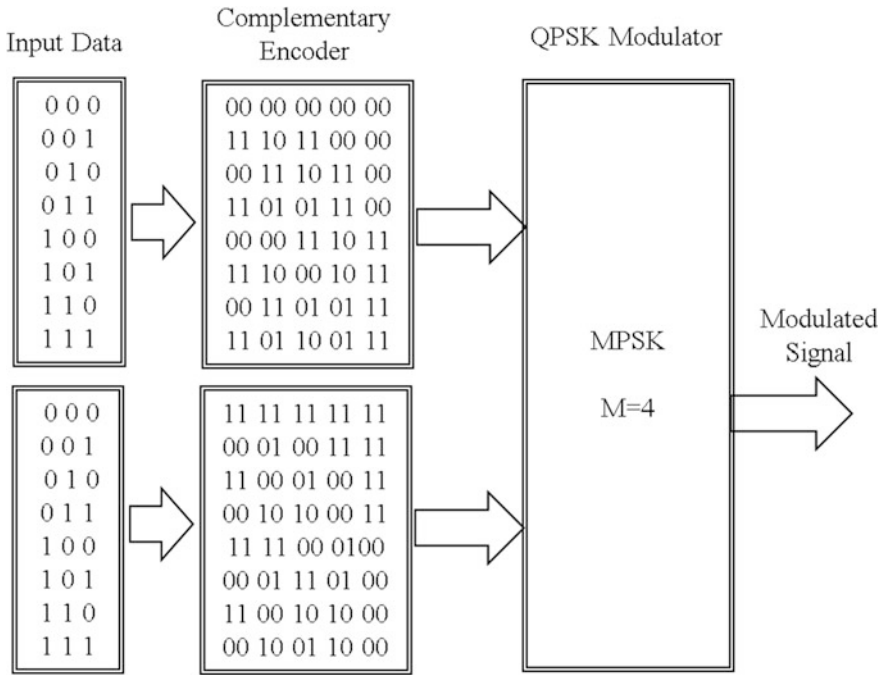 Input Data
Complementary
Encoder
QPSK Modulator
0 0 0
0 0 1
0 1 0
0 1 1
1 0 0
1 0 1
1 1 0
1 1 1
00 00 00 00 00
11 10 11 00 00
00 11 10 11 00
11 01 01 11 00
00 00 11 10 11
11 10 00 10 11
00 11 01 01 11
11 01 10 01 11
0 0 0
0 0 1
0 1 0
0 1 1
1 0 0
1 0 1
1 1 0
1 1 1
11 11 11 11 11
00 01 00 11 11
11 00 01 00 11
00 10 10 00 11
11 11 00 0100
00 01 11 01 00
11 00 10 10 00
00 10 01 10 00
MPSK
M=4
Modulated
Signal